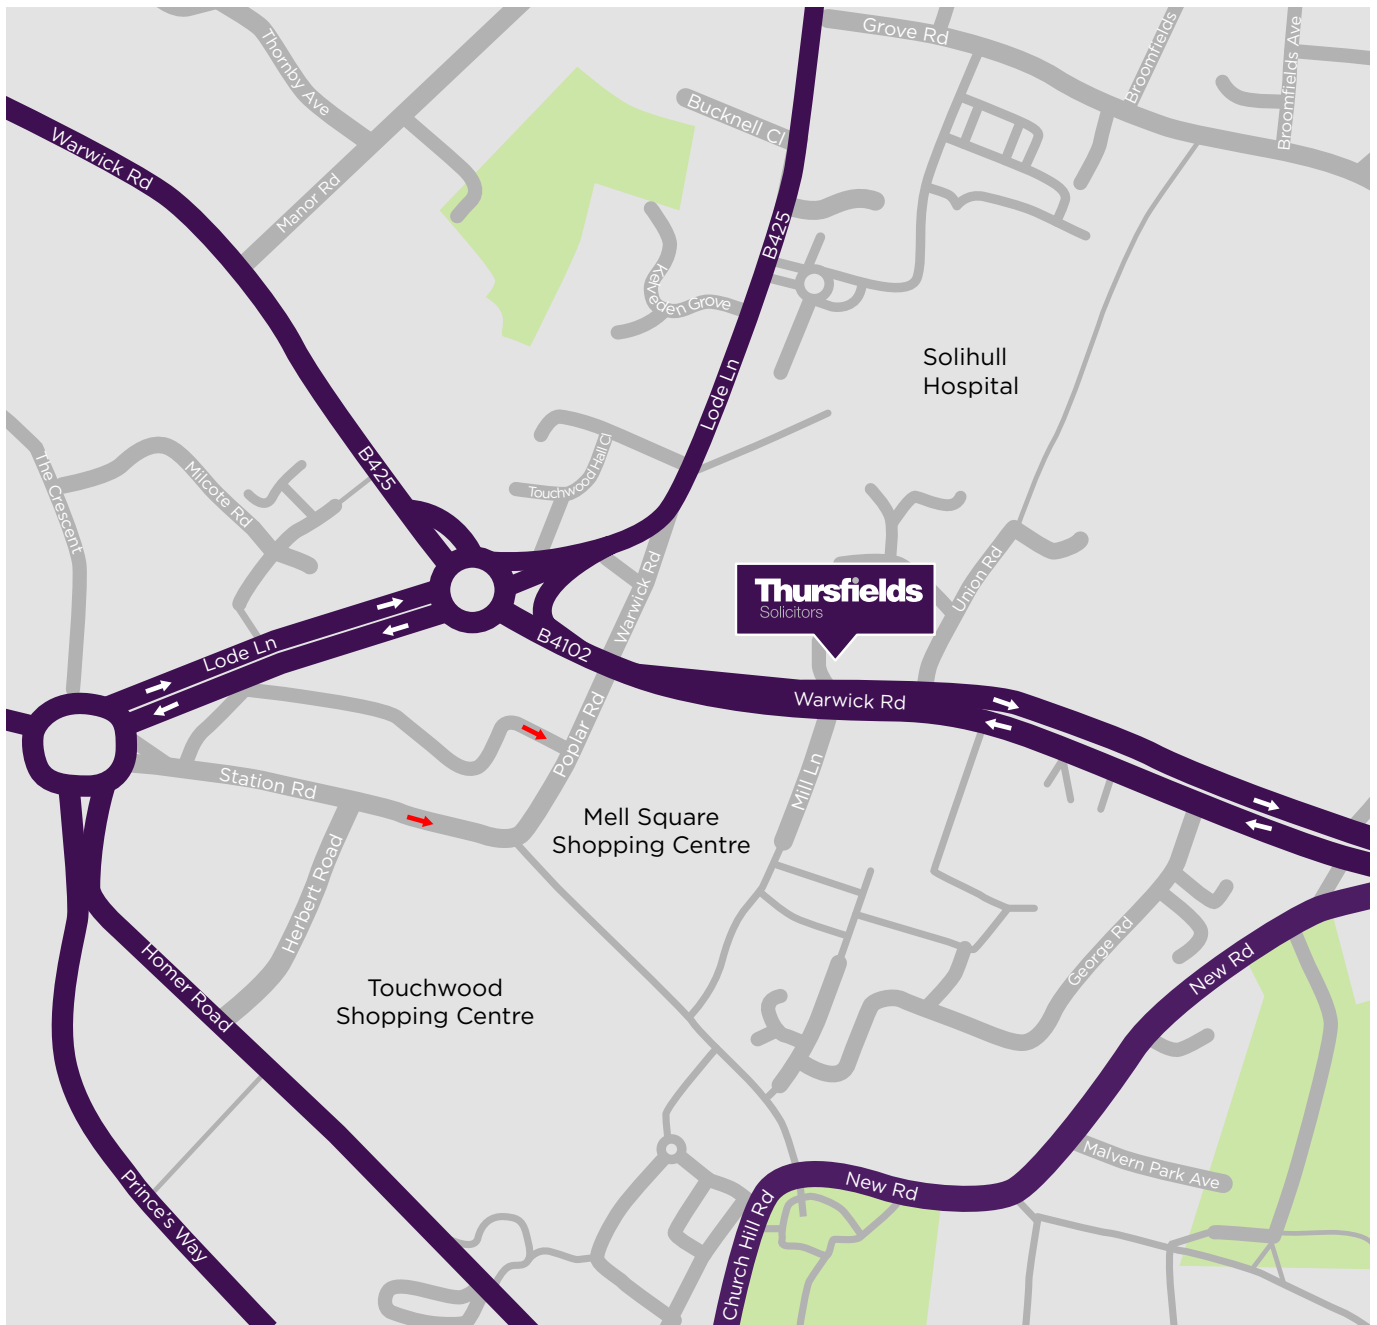 Grove Rd
Broomfields
Broomfields Ave
Thornby Ave
Bucknell Cl
Warwick Rd
Manor Rd
B425
Kelveden Grove
Solihull
Hospital
Lode Ln
B425
Touchwood Hall Cl
The Crescent
Milcote Rd
Warwick Rd
Union Rd
Thursfields
Solicitors
B4102
Lode Ln
Warwick Rd
Poplar Rd
Mill Ln
Station Rd
Mell Square
Shopping Centre
Herbert Road
George Rd
New Rd
Homer Road
Touchwood
Shopping Centre
Malvern Park Ave
New Rd
Prince's Way
Church Hill Rd